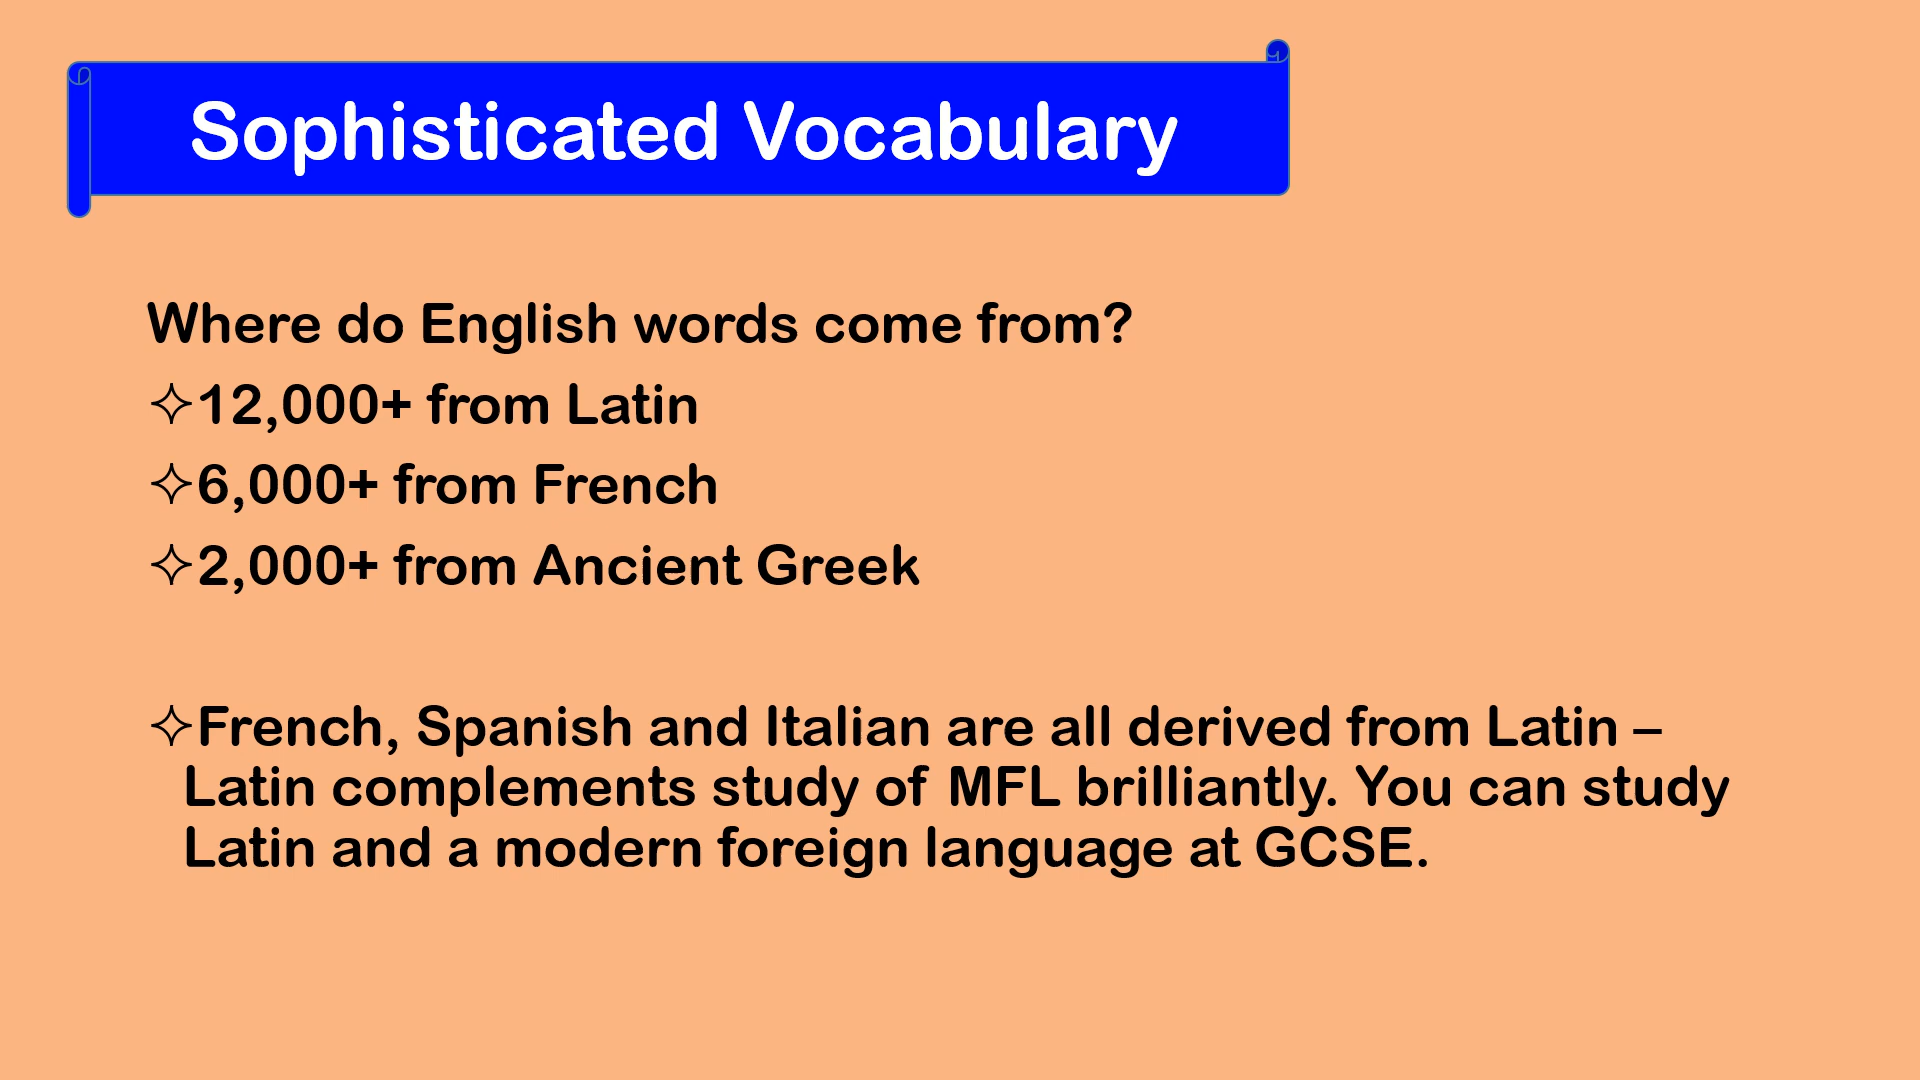 Sophisticated Vocabulary
Where do English words come from?
✧12,000+ from Latin
✧6,000+ from French
✧2,000+ from Ancient Greek
✧French, Spanish and Italian are all derived from Latin –
Latin complements study of MFL brilliantly. You can study
Latin and a modern foreign language at GCSE.